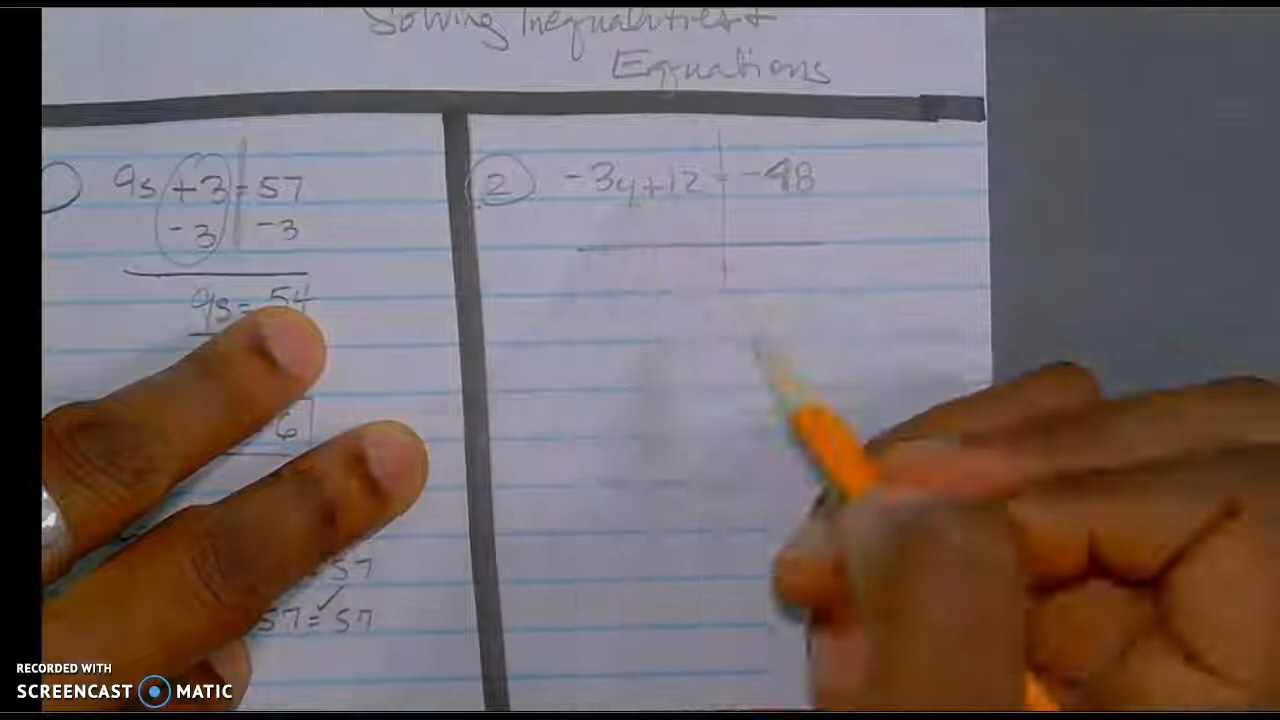 Solving Inequalities +
Equations
9s +3 = 57
-3 -3
9s = 54
6
= 57
57 = 57 ✓
2 -3y+12 = -48
RECORDED WITH
SCREENCAST MATIC